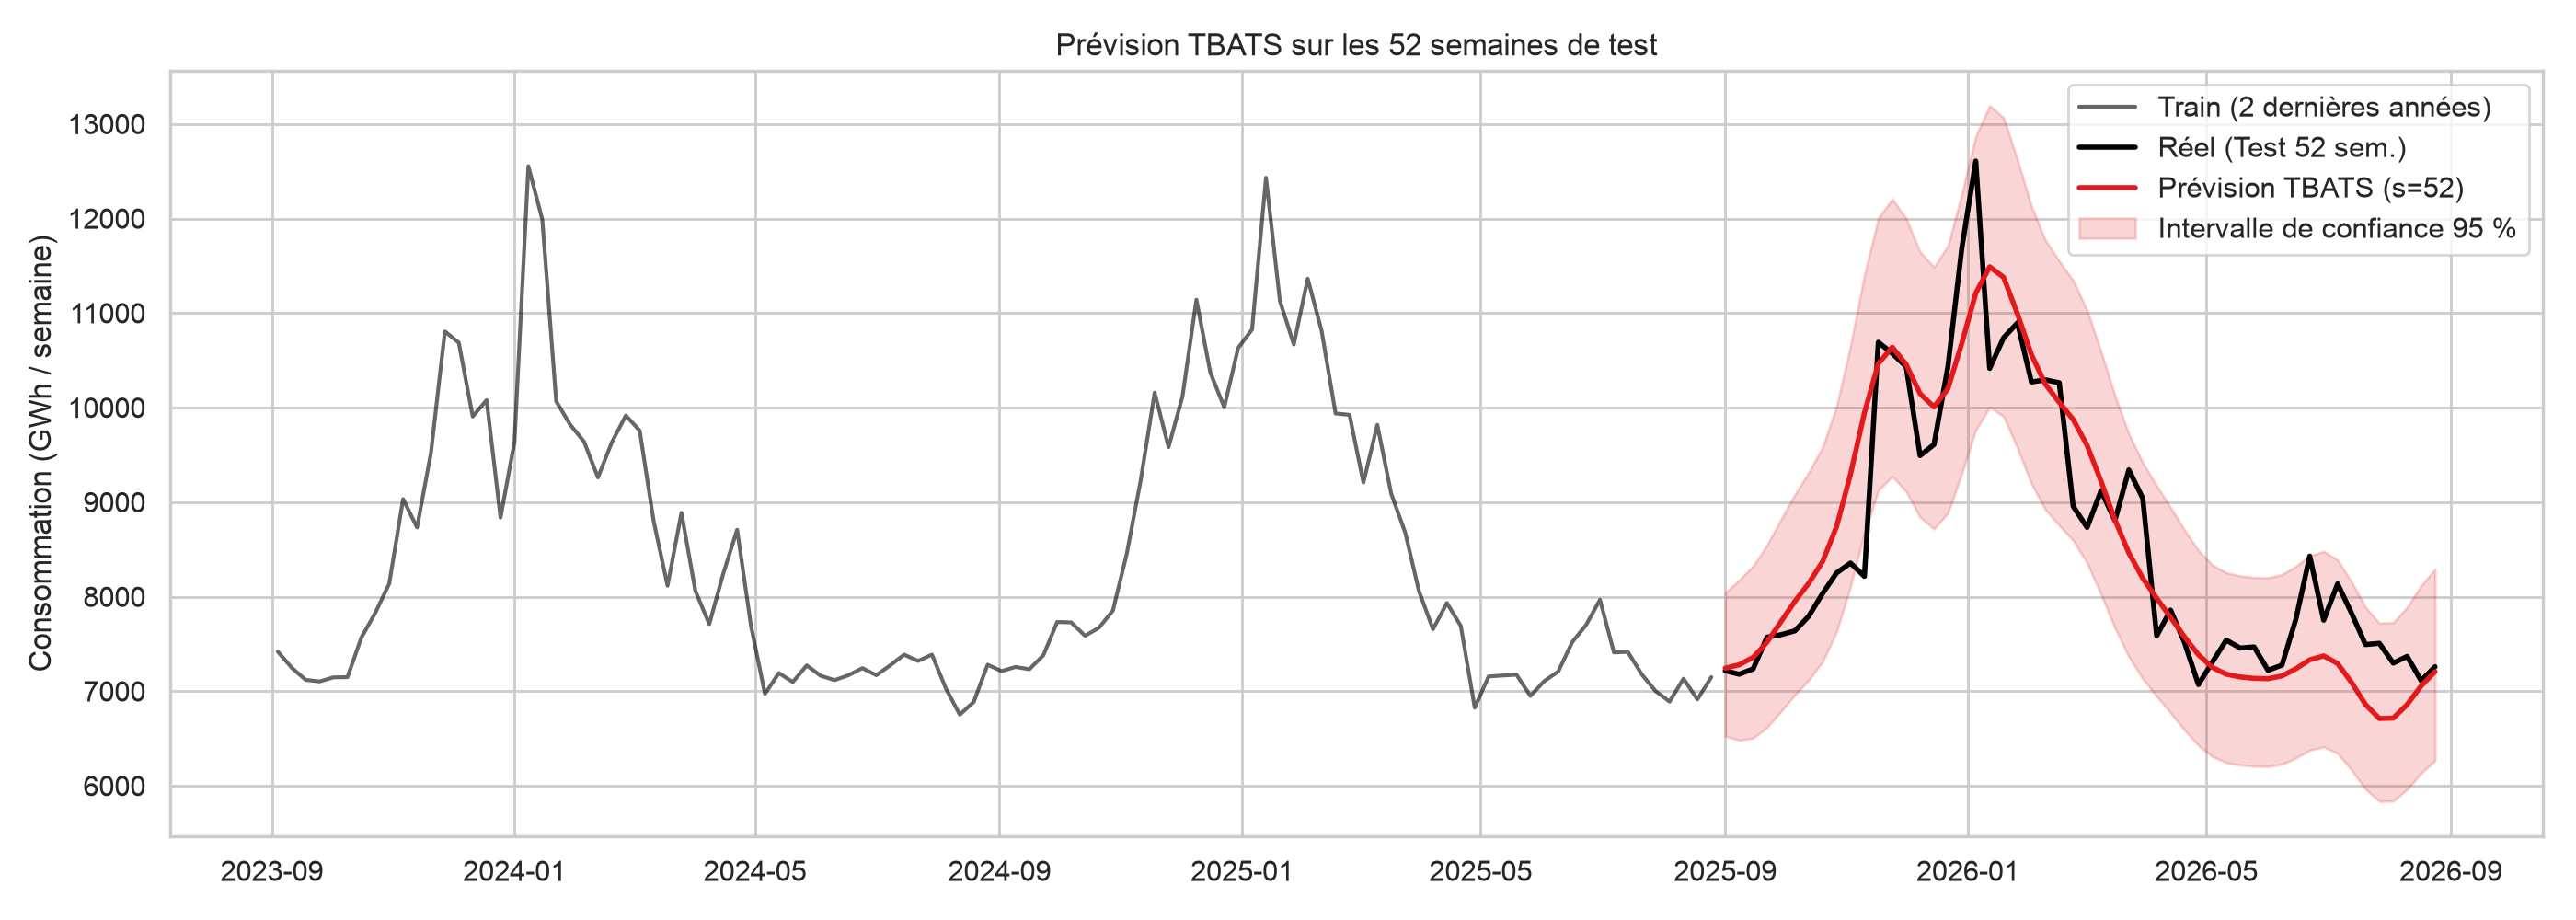 Prévision TBATS sur les 52 semaines de test
Consommation (GWh / semaine)
13000
12000
11000
10000
9000
8000
7000
6000
Train (2 dernières années)
Réel (Test 52 sem.)
Prévision TBATS (s=52)
Intervalle de confiance 95 %
2023-09 2024-01 2024-05 2024-09 2025-01 2025-05 2025-09 2026-01 2026-05 2026-09